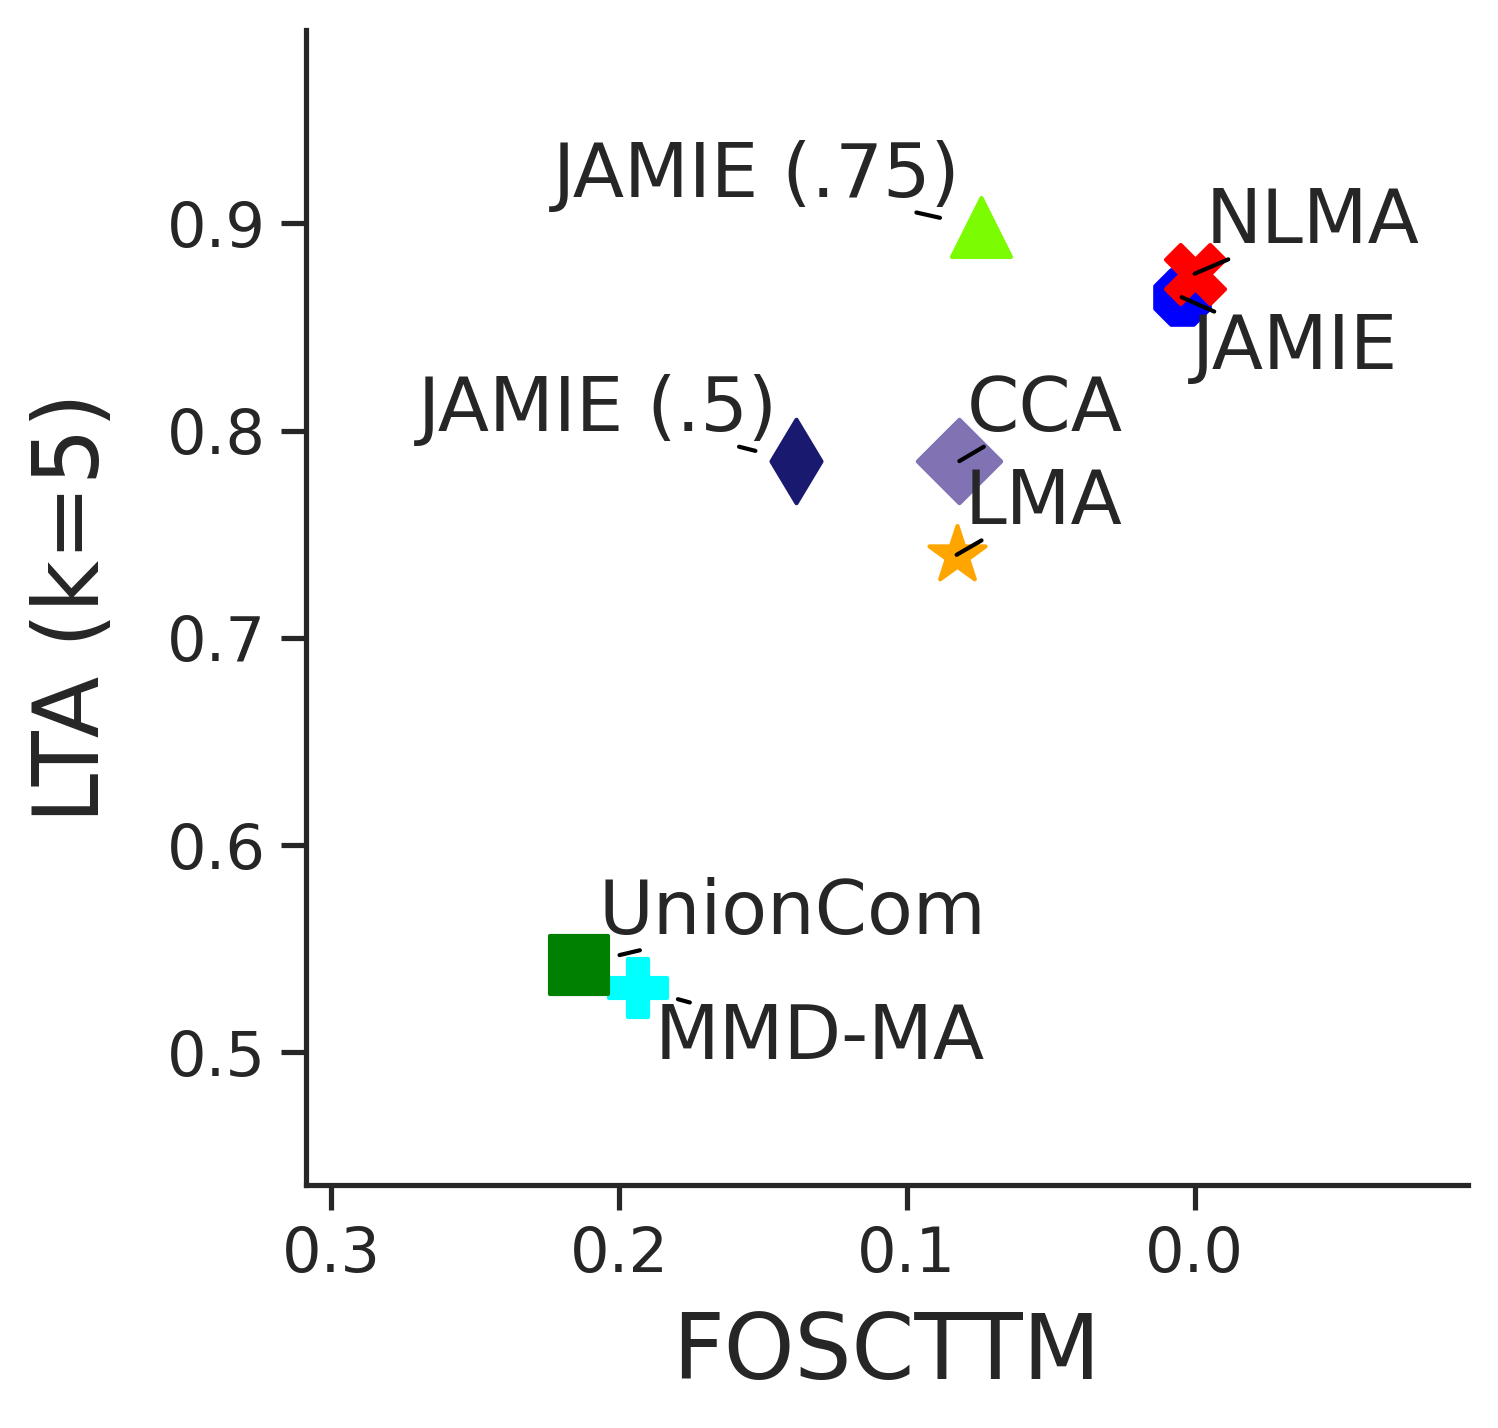 JAMIE (.75)
NLMA
JAMIE
JAMIE (.5)
CCA
LMA
UnionCom
MMD-MA
LTA (k=5)
0.9
0.8
0.7
0.6
0.5
0.3
0.2
0.1
0.0
FOSCTTM